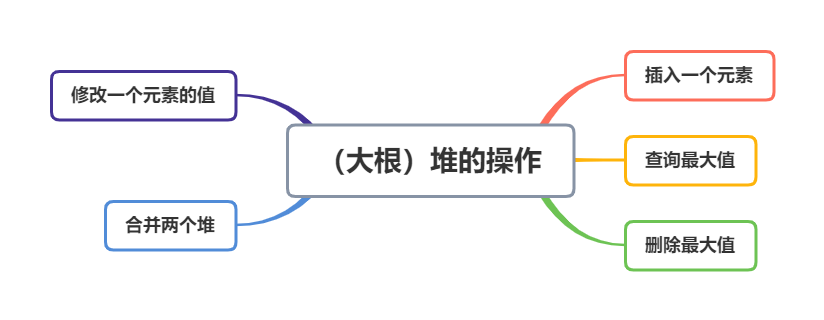 （大根）堆的操作
插入一个元素
查询最大值
删除最大值
修改一个元素的值
合并两个堆